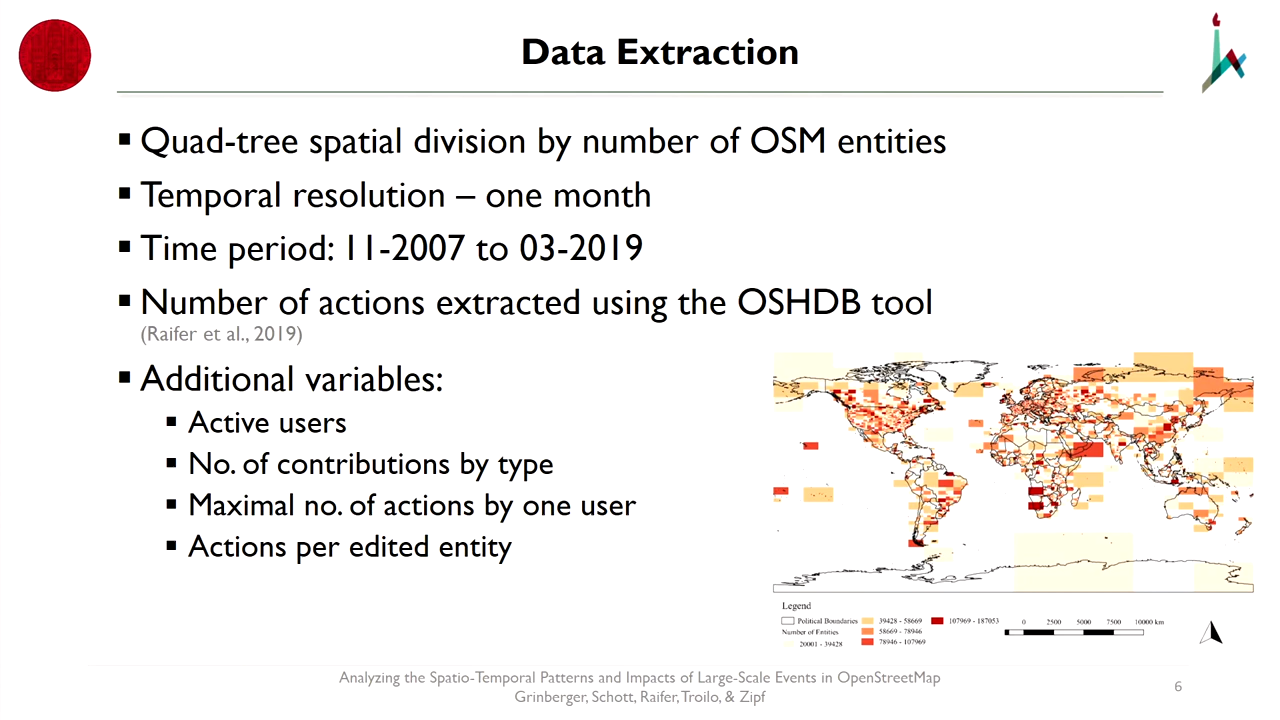 Data Extraction
▪ Quad-tree spatial division by number of OSM entities
▪ Temporal resolution – one month
▪ Time period: 11-2007 to 03-2019
▪ Number of actions extracted using the OSHDB tool
(Raifer et al., 2019)
▪ Additional variables:
▪ Active users
▪ No. of contributions by type
▪ Maximal no. of actions by one user
▪ Actions per edited entity
Legend
Political Boundaries
Number of Entities
20001 - 39428
39428 - 58669
58669 - 78946
78946 - 107969
107969 - 187053
0 2500 5000 7500 10000 km
Analyzing the Spatio-Temporal Patterns and Impacts of Large-Scale Events in OpenStreetMap
Grinberger, Schott, Raifer, Troilo, & Zipf
6